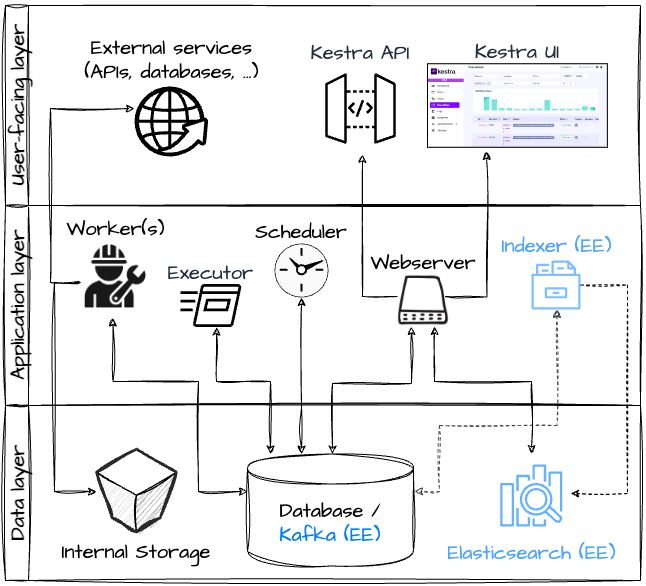 User-facing layer
External services
(APIs, databases, ...)
Kestra API
Kestra UI
kestra
Application layer
Worker(s)
Executor
Scheduler
Webserver
Indexer (EE)
Data layer
Internal Storage
Database /
Kafka (EE)
Elasticsearch (EE)